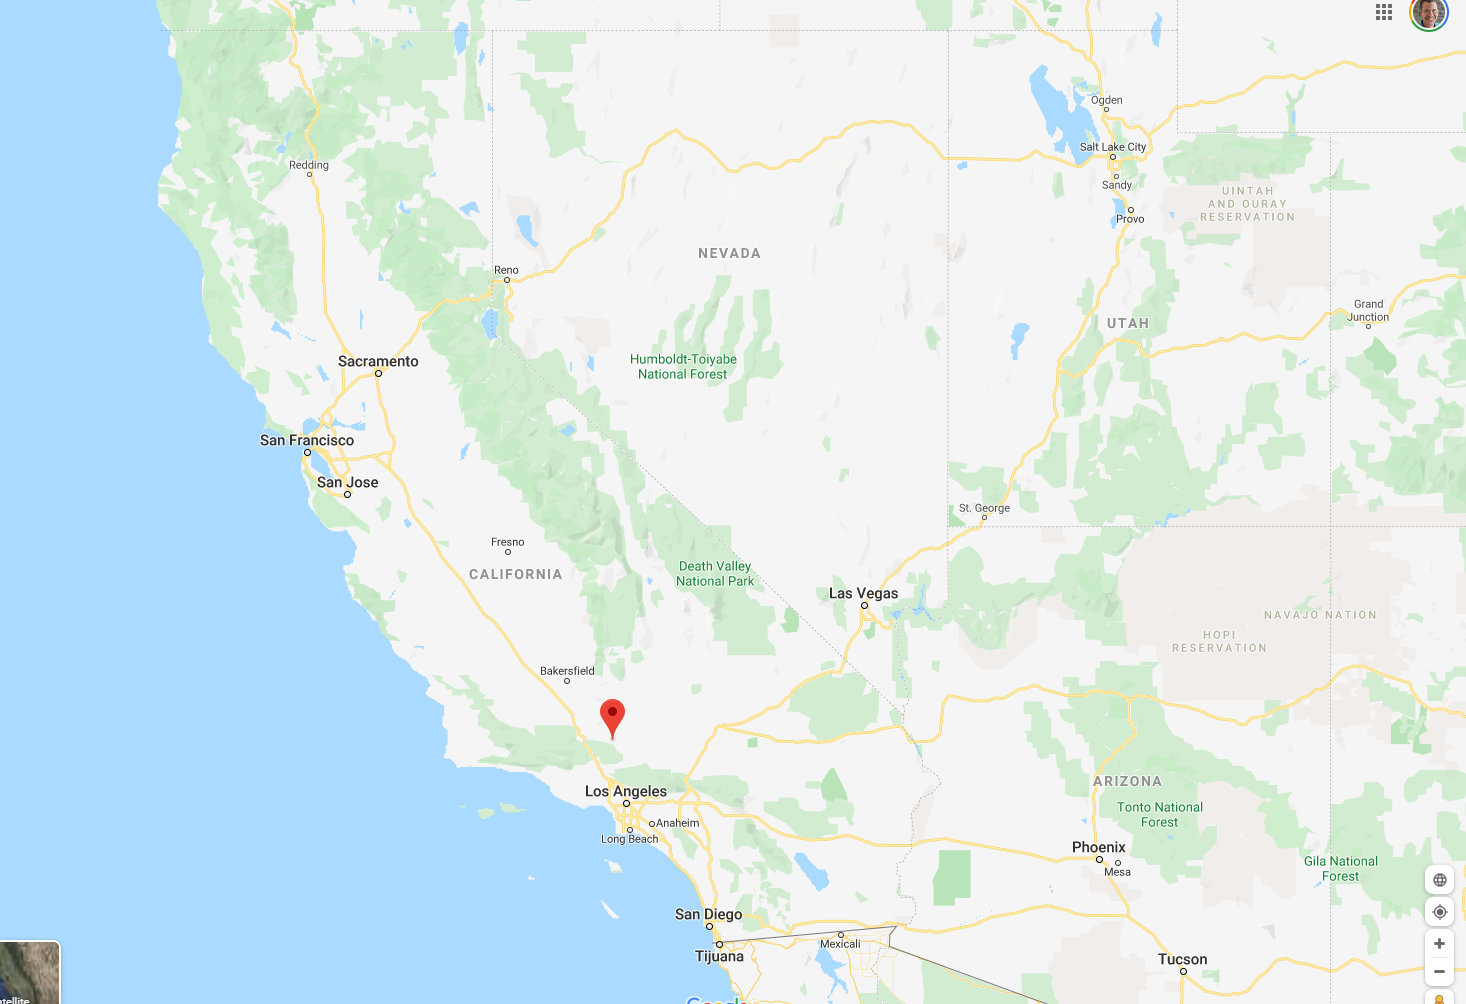 Ogden
Salt Lake City
Sandy
Provo
Redding
UINTAH
AND OURAY
RESERVATION
NEVADA
Reno
Grand
Junction
UTAH
Sacramento
Humboldt-Toiyabe
National Forest
San Francisco
San Jose
St. George
Fresno
CALIFORNIA
Death Valley
National Park
Las Vegas
NAVAJO NATION
HOPI
RESERVATION
Bakersfield
Los Angeles
ARIZONA
Tonto National
Forest
Anaheim
Long Beach
Phoenix
Mesa
Gila National
Forest
San Diego
Mexicali
Tijuana
Tucson
Google